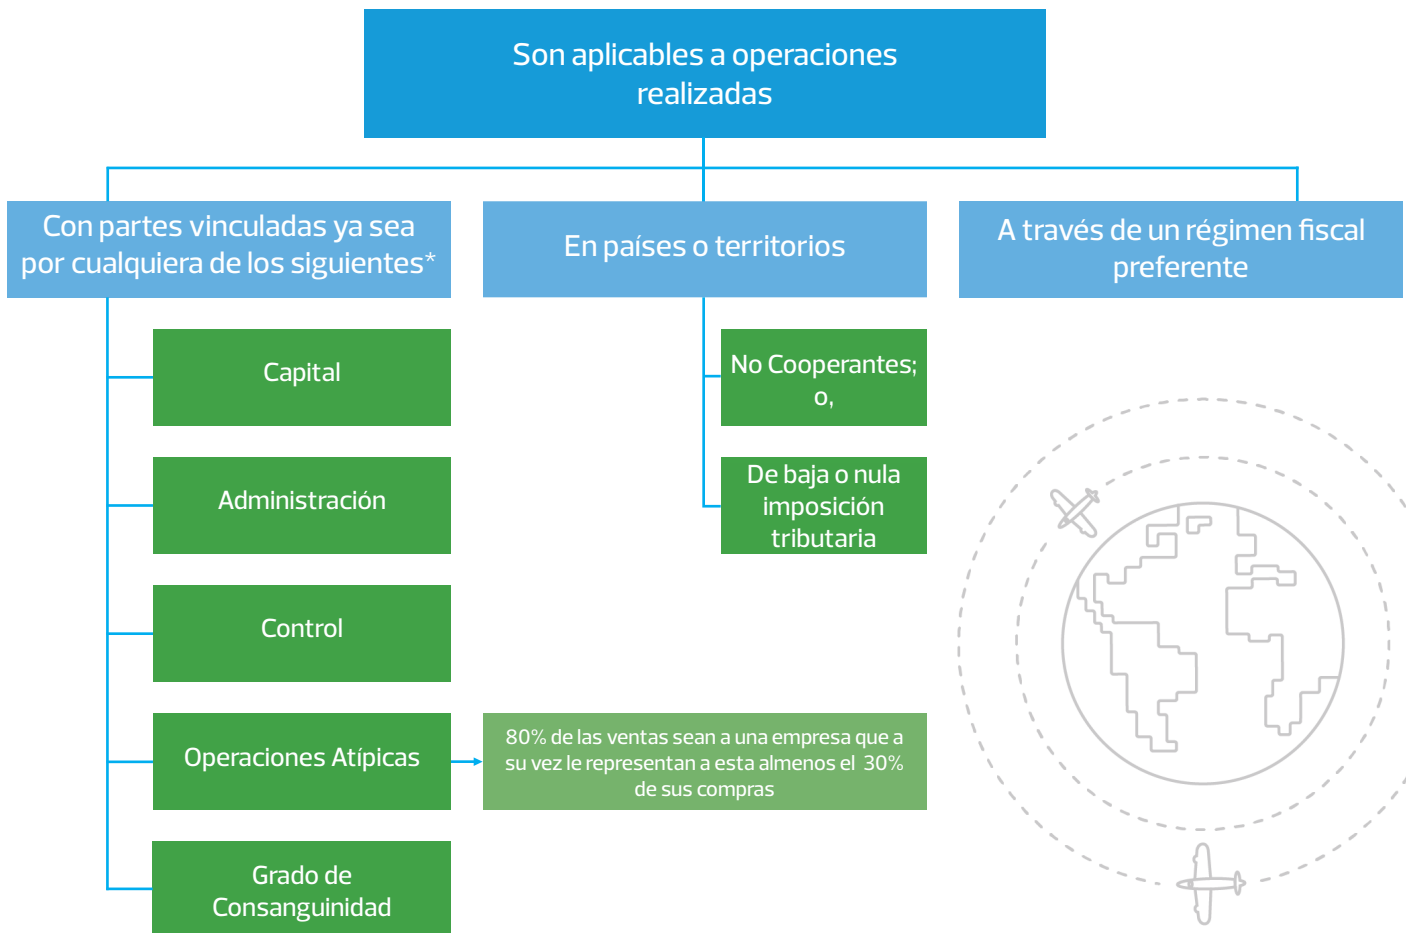 Son aplicables a operaciones
realizadas
Con partes vinculadas ya sea
por cualquiera de los siguientes*
En países o territorios
A través de un régimen fiscal
preferente
Capital
Administración
Control
Operaciones Atípicas
80% de las ventas sean a una empresa que a
su vez le representan a esta almenos el 30%
de sus compras
Grado de
Consanguinidad
No Cooperantes;
o,
De baja o nula
imposición
tributaria